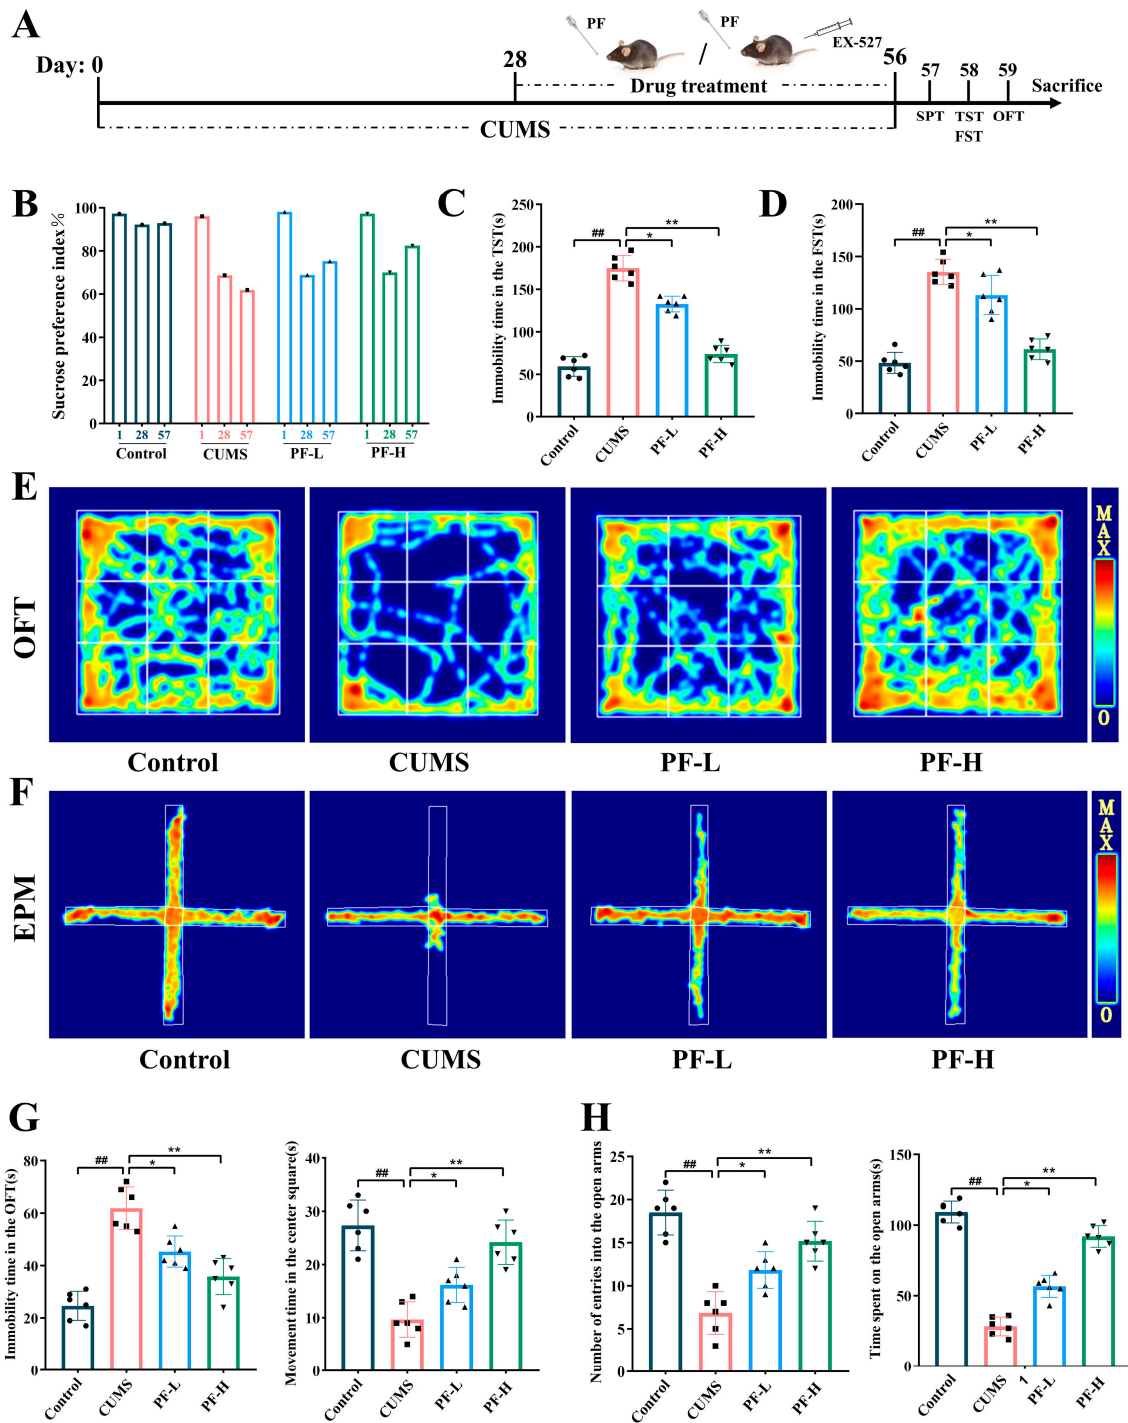 A
PF
PF
EX-527
Day: 0
28
56
57
58
59
Drug treatment
Sacrifice
CUMS
SPT
TST
OFT
FST
B
Sucrose preference index%
100
80
60
40
20
0
1 28 57
1 28 57
1 28 57
1 28 57
Control
CUMS
PF-L
PF-H
C
Immobility time in the TST(s)
250
200
150
100
50
0
##
*
**
Control
CUMS
PF-L
PF-H
D
Immobility time in the FST(s)
200
150
100
50
0
##
*
**
Control
CUMS
PF-L
PF-H
E
OFT
MAX
0
Control
CUMS
PF-L
PF-H
F
EPM
MAX
0
Control
CUMS
PF-L
PF-H
G
Immobility time in the OFT(s)
80
60
40
20
0
##
*
**
Control
CUMS
PF-L
PF-H
Movement time in the center square(s)
40
30
20
10
0
##
*
**
Control
CUMS
PF-L
PF-H
H
Number of entries into the open arms
25
20
15
10
5
0
##
*
**
Control
CUMS
PF-L
PF-H
Time spent on the open arms(s)
150
100
50
0
##
*
**
Control
CUMS
1
PF-L
PF-H